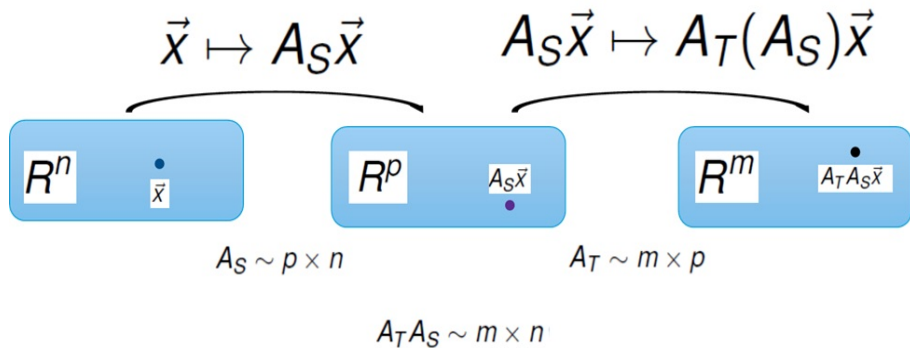 x⃗ ↦ A_S x⃗   A_S x⃗ ↦ A_T(A_S)x⃗
R^n   x⃗   R^p   A_S x⃗   R^m   A_T A_S x⃗
A_S ∼ p × n   A_T ∼ m × p
A_T A_S ∼ m × n